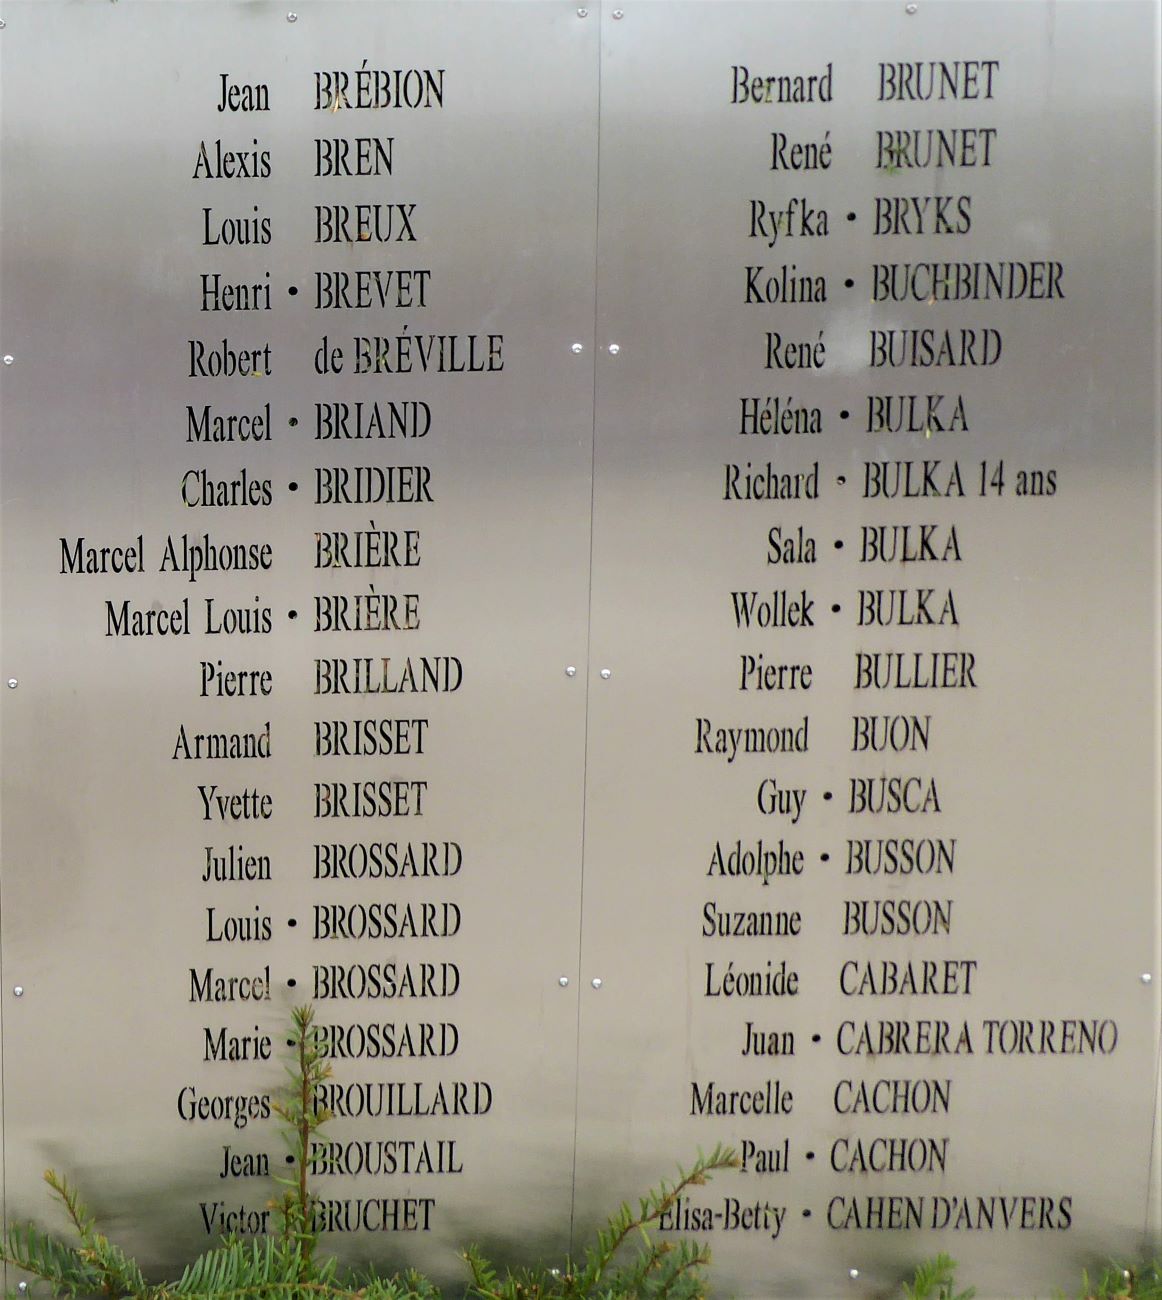 Jean BRÉBION
Alexis BREN
Louis BREUX
Henri • BREVET
Robert de BRÉVILLE
Marcel • BRIAND
Charles • BRIDIER
Marcel Alphonse BRIÈRE
Marcel Louis • BRIÈRE
Pierre BRILLAND
Armand BRISSET
Yvette BRISSET
Julien BROSSARD
Louis • BROSSARD
Marcel • BROSSARD
Marie • BROSSARD
Georges BROUILLARD
Jean • BROUSTAIL
Victor BRUCHET
Bernard BRUNET
René BRUNET
Ryfka • BRYKS
Kolina • BUCHBINDER
René BUISARD
Héléna • BULKA
Richard • BULKA 14 ans
Sala • BULKA
Wollek • BULKA
Pierre BULLIER
Raymond BUON
Guy • BUSCA
Adolphe • BUSSON
Suzanne BUSSON
Léonide CABARET
Juan • CABRERA TORRENO
Marcelle CACHON
Paul • CACHON
Elisa-Betty • CAHEN D'ANVERS